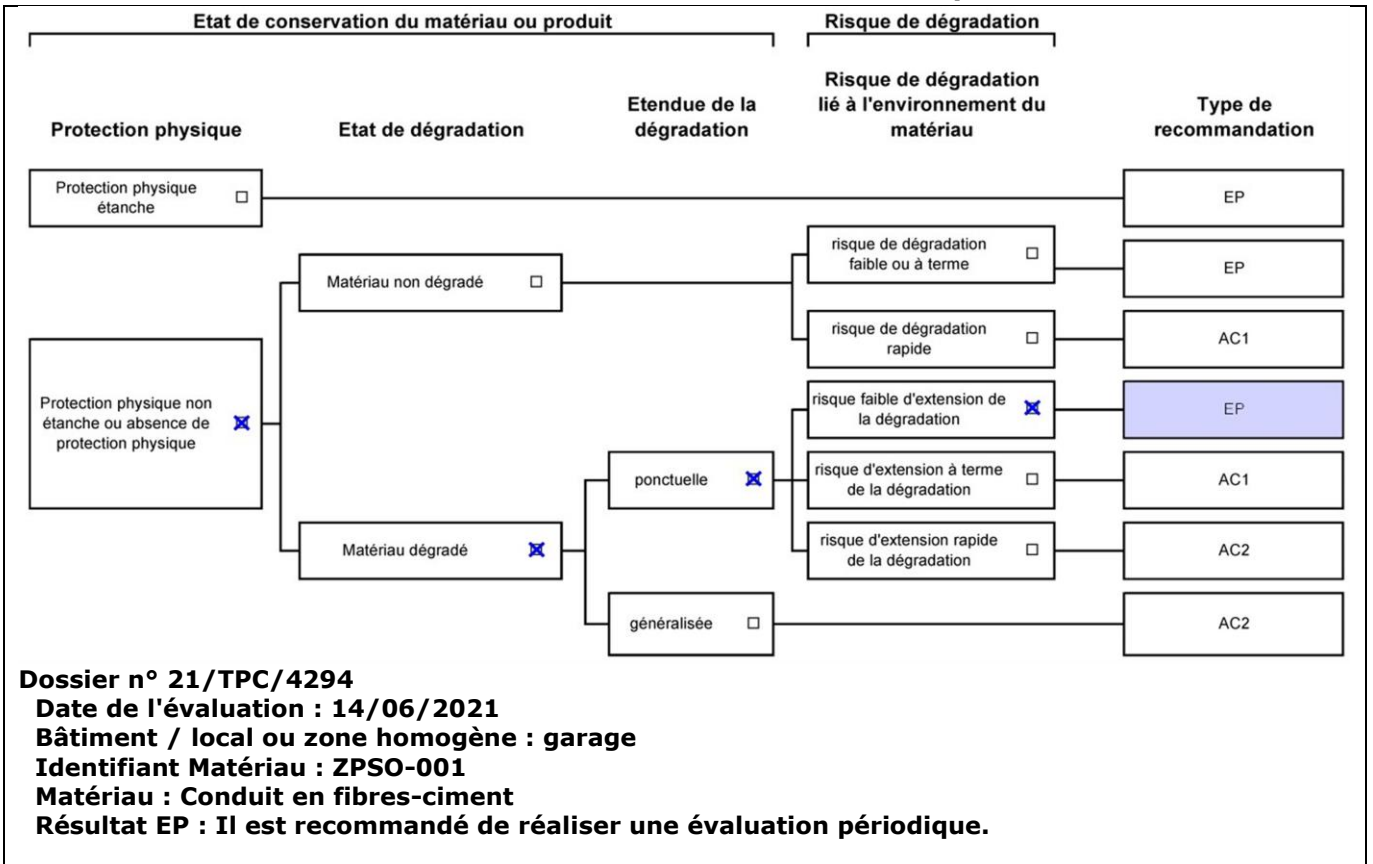 Etat de conservation du matériau ou produit
Risque de dégradation
Protection physique
Etat de dégradation
Etendue de la
dégradation
Risque de dégradation
lié à l'environnement du
matériau
Type de
recommandation
Protection physique
étanche
EP
risque de dégradation
faible ou à terme
EP
Matériau non dégradé
risque de dégradation
rapide
AC1
Protection physique non
étanche ou absence de
protection physique
risque faible d'extension de
la dégradation
EP
ponctuelle
risque d'extension à terme
de la dégradation
AC1
Matériau dégradé
risque d'extension rapide
de la dégradation
AC2
généralisée
AC2
Dossier n° 21/TPC/4294
Date de l'évaluation : 14/06/2021
Bâtiment / local ou zone homogène : garage
Identifiant Matériau : ZPSO-001
Matériau : Conduit en fibres-ciment
Résultat EP : Il est recommandé de réaliser une évaluation périodique.